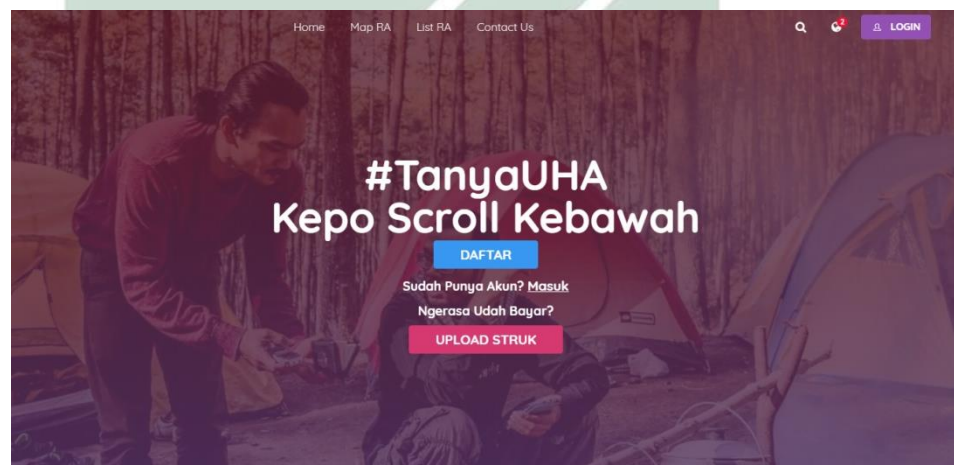 Home Map RA List RA Contact Us 2 LOGIN
#TanyaUHA
Kepo Scroll Kebawah
DAFTAR
Sudah Punya Akun? Masuk
Ngerasa Udah Bayar?
UPLOAD STRUK